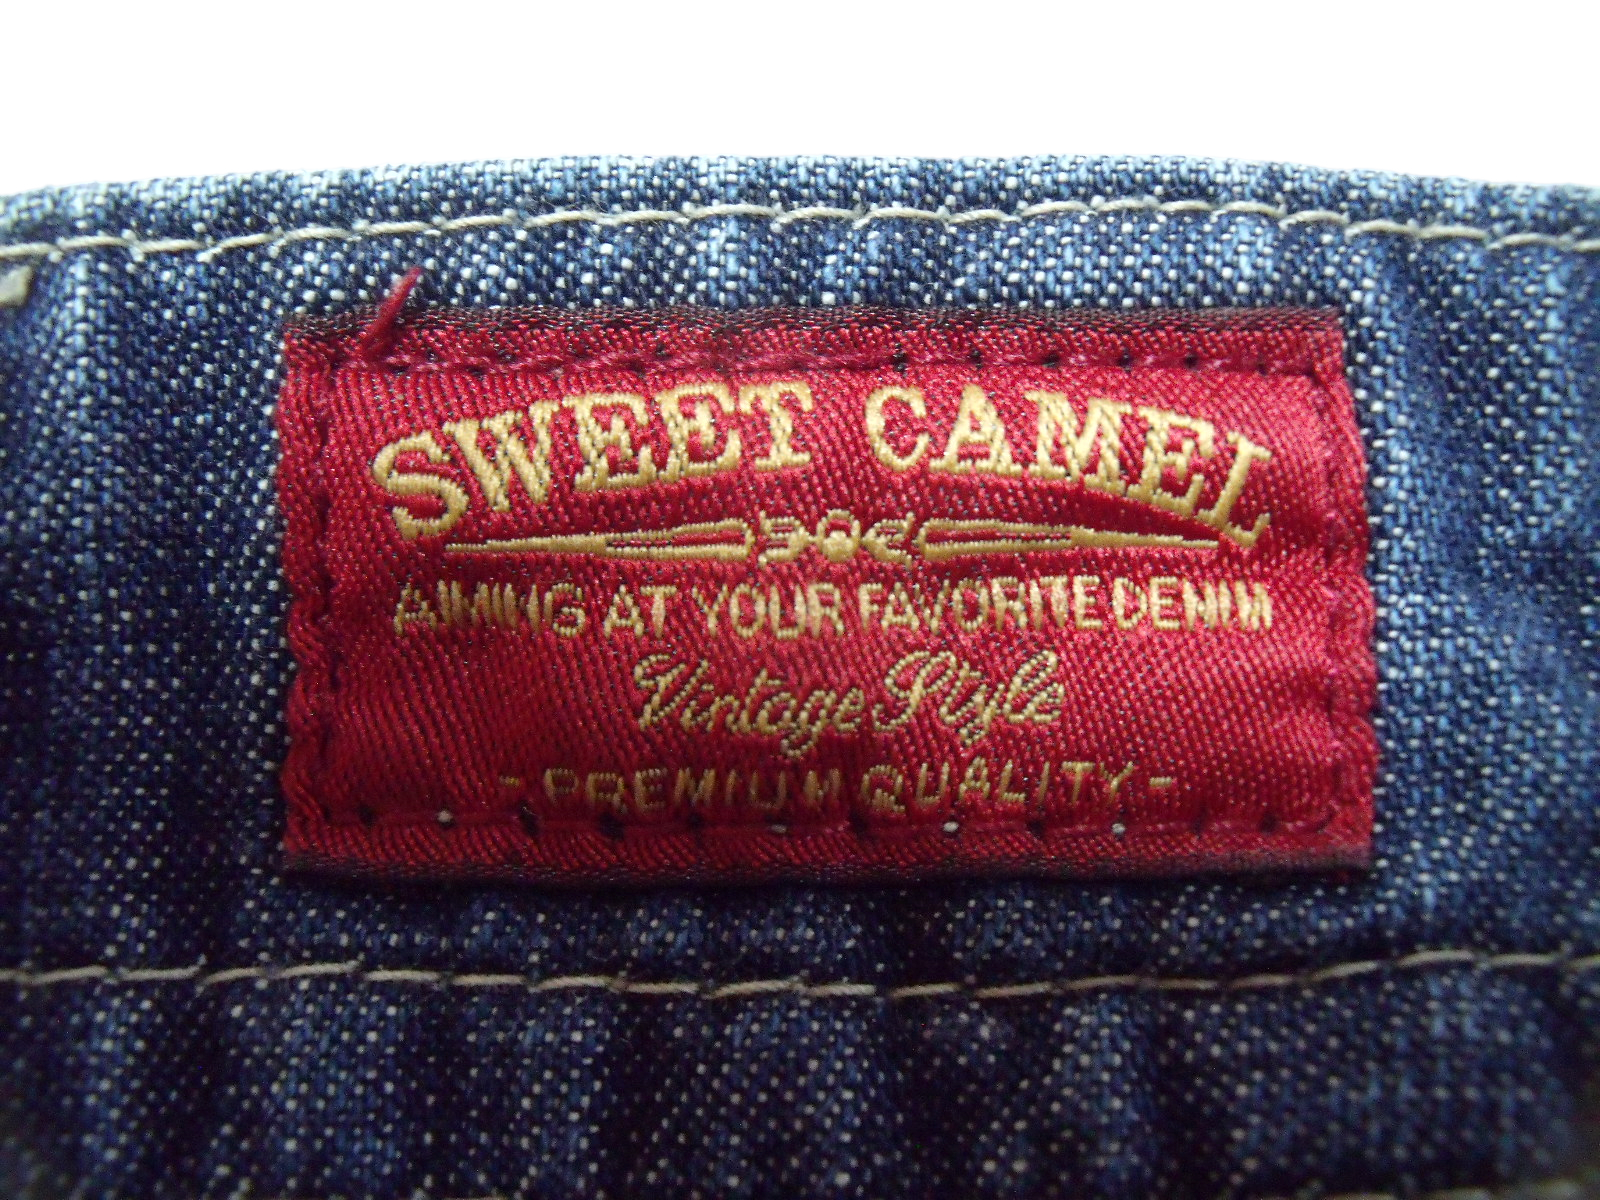 SWEET CAMEL
AIMING AT YOUR FAVORITE DENIM
Vintage Style
- PREMIUM QUALITY -